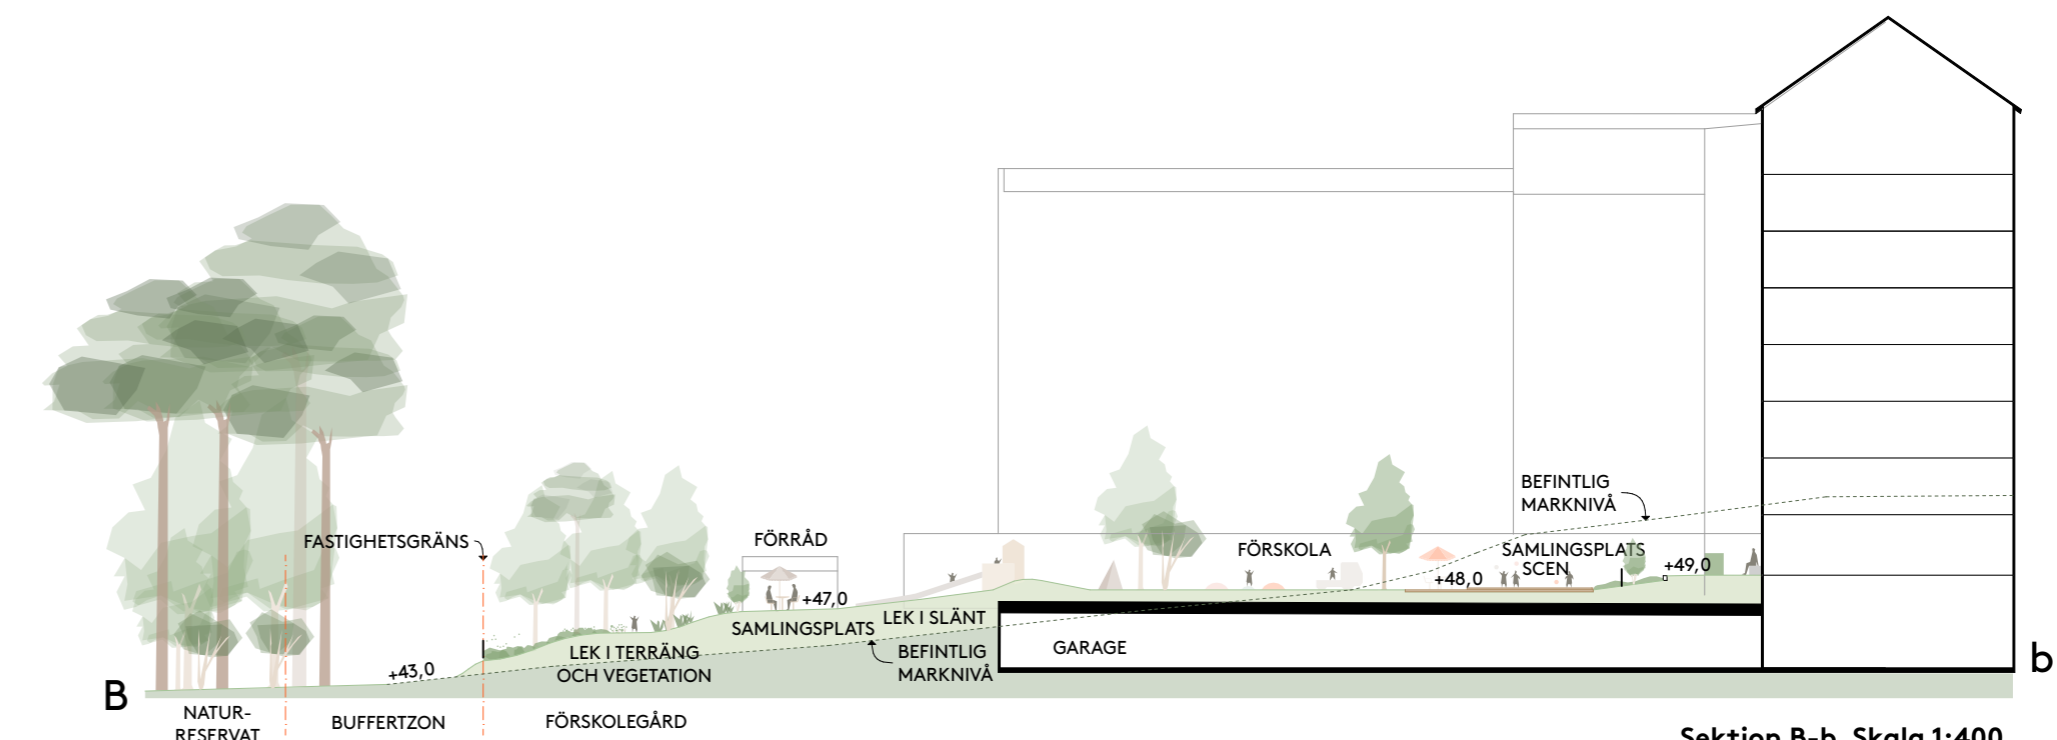 BEFINTLIG
MARKNIVÅ
FASTIGHETSGRÄNS
FÖRRÅD
FÖRSKOLA
SAMLINGSPLATS
SCEN
+49,0
+48,0
+47,0
LEK I SLÄNT
SAMLINGSPLATS
LEK I TERRÄNG
OCH VEGETATION
BEFINTLIG
MARKNIVÅ
GARAGE
+43,0
B
b
NATUR-
RESERVAT
BUFFERTZON
FÖRSKOLEGÅRD
Sektion B-b, Skala 1:400